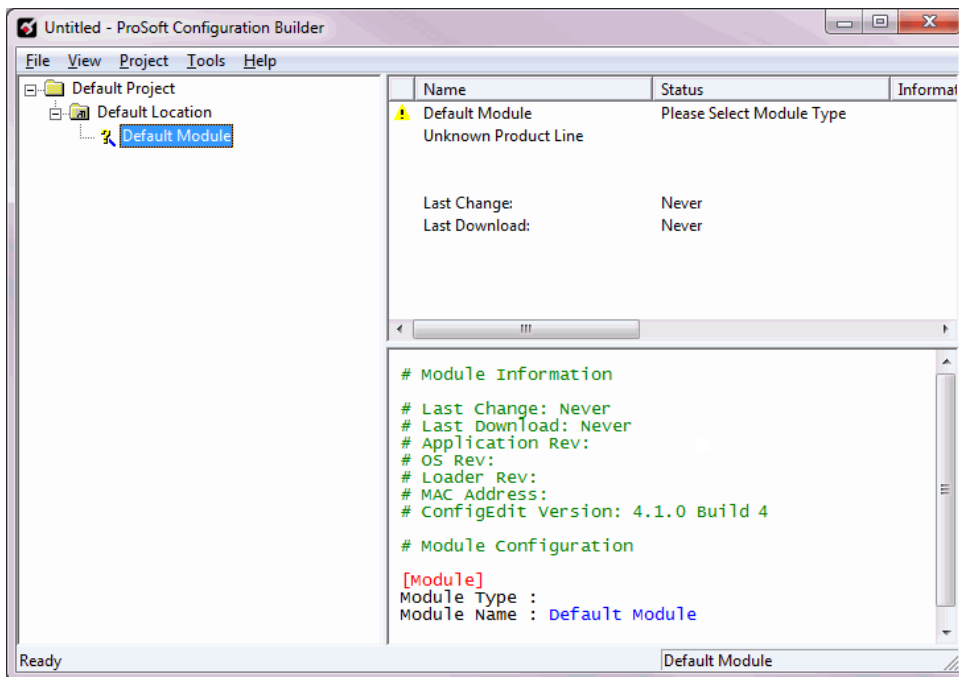 Untitled - ProSoft Configuration Builder
File View Project Tools Help
Default Project
Default Location
Default Module
Name Status Informat
Default Module Please Select Module Type
Unknown Product Line
Last Change: Never
Last Download: Never
# Module Information
# Last Change: Never
# Last Download: Never
# Application Rev:
# OS Rev:
# Loader Rev:
# MAC Address:
# ConfigEdit Version: 4.1.0 Build 4
# Module Configuration
[Module]
Module Type :
Module Name : Default Module
Ready Default Module